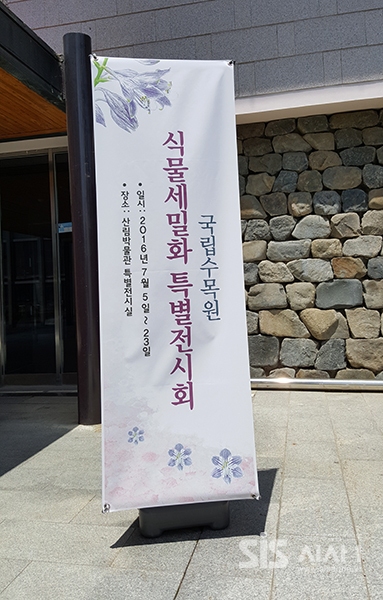 국립수목원
식물세밀화 특별전시회
• 일시 : 2016년 7월 5일 ~ 23일
• 장소 : 산림박물관 특별전시실
SIS 시사